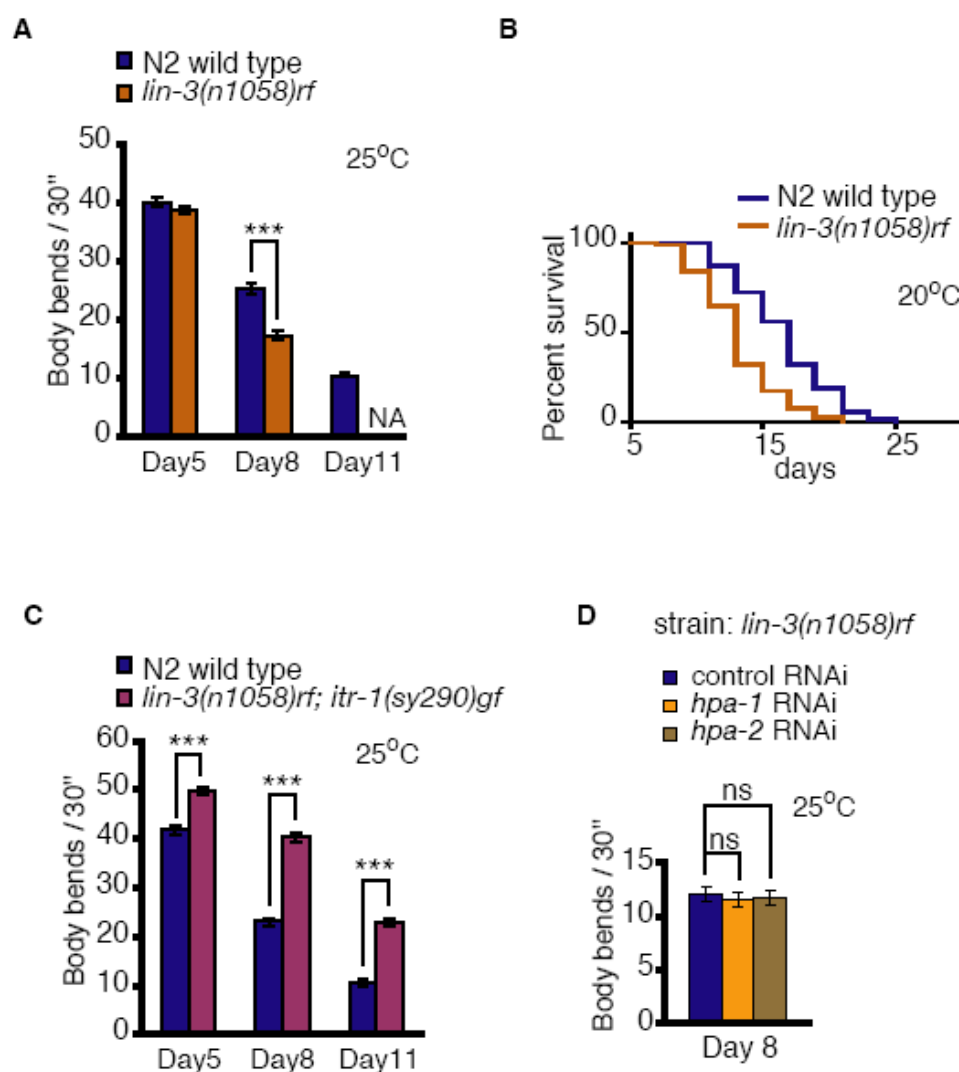 A
N2 wild type
lin-3(n1058)rf
25°C
Body bends / 30"
50
40
30
20
10
0
***
NA
Day5 Day8 Day11
B
N2 wild type
lin-3(n1058)rf
20°C
Percent survival
100
50
0
5 15 25
days
C
N2 wild type
lin-3(n1058)rf; itr-1(sy290)gf
25°C
Body bends / 30"
60
50
40
30
20
10
0
***
***
***
Day5 Day8 Day11
D
strain: lin-3(n1058)rf
control RNAi
hpa-1 RNAi
hpa-2 RNAi
25°C
ns
ns
Body bends / 30"
15
10
5
0
Day 8